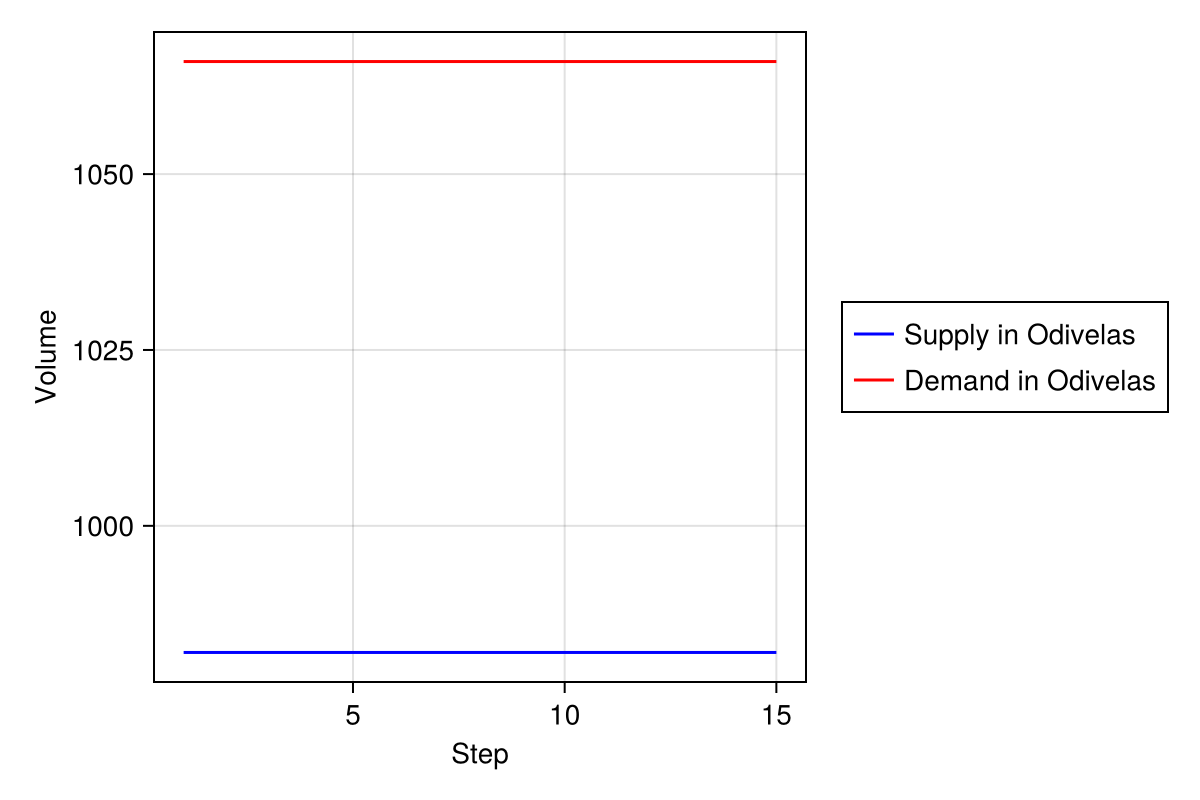 1050
1025
1000
Volume
5 10 15
Step
Supply in Odivelas
Demand in Odivelas